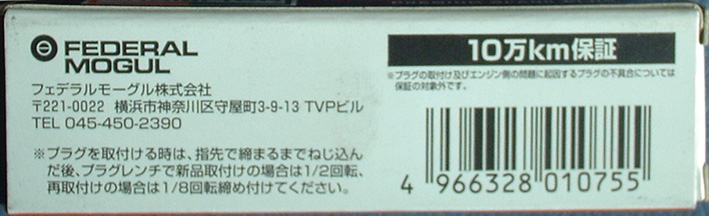 FEDERAL
MOGUL
フェデラルモーグル株式会社
〒221-0022 横浜市神奈川区守屋町3-9-13 TVPビル
TEL 045-450-2390
※プラグを取付ける時は、指先で締まるまでねじ込ん
だ後、プラグレンチで新品取付けの場合は1/2回転、
再取付けの場合は1/8回転締め付けてください。
10万km保証
※プラグの取付け及びエンジン側の問題に起因するプラグの不具合については
保証の対象外です。
4 966328 010755